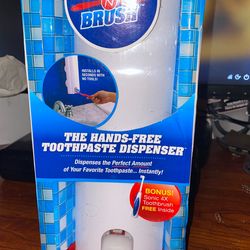 N
BRUSH
INSTALLS IN
SECONDS WITH
NO TOOLS!
THE HANDS-FREE
TOOTHPASTE DISPENSER™
Dispenses the Perfect Amount
of Your Favorite Toothpaste... Instantly!
BONUS!
Sonic 4X
Toothbrush
FREE Inside